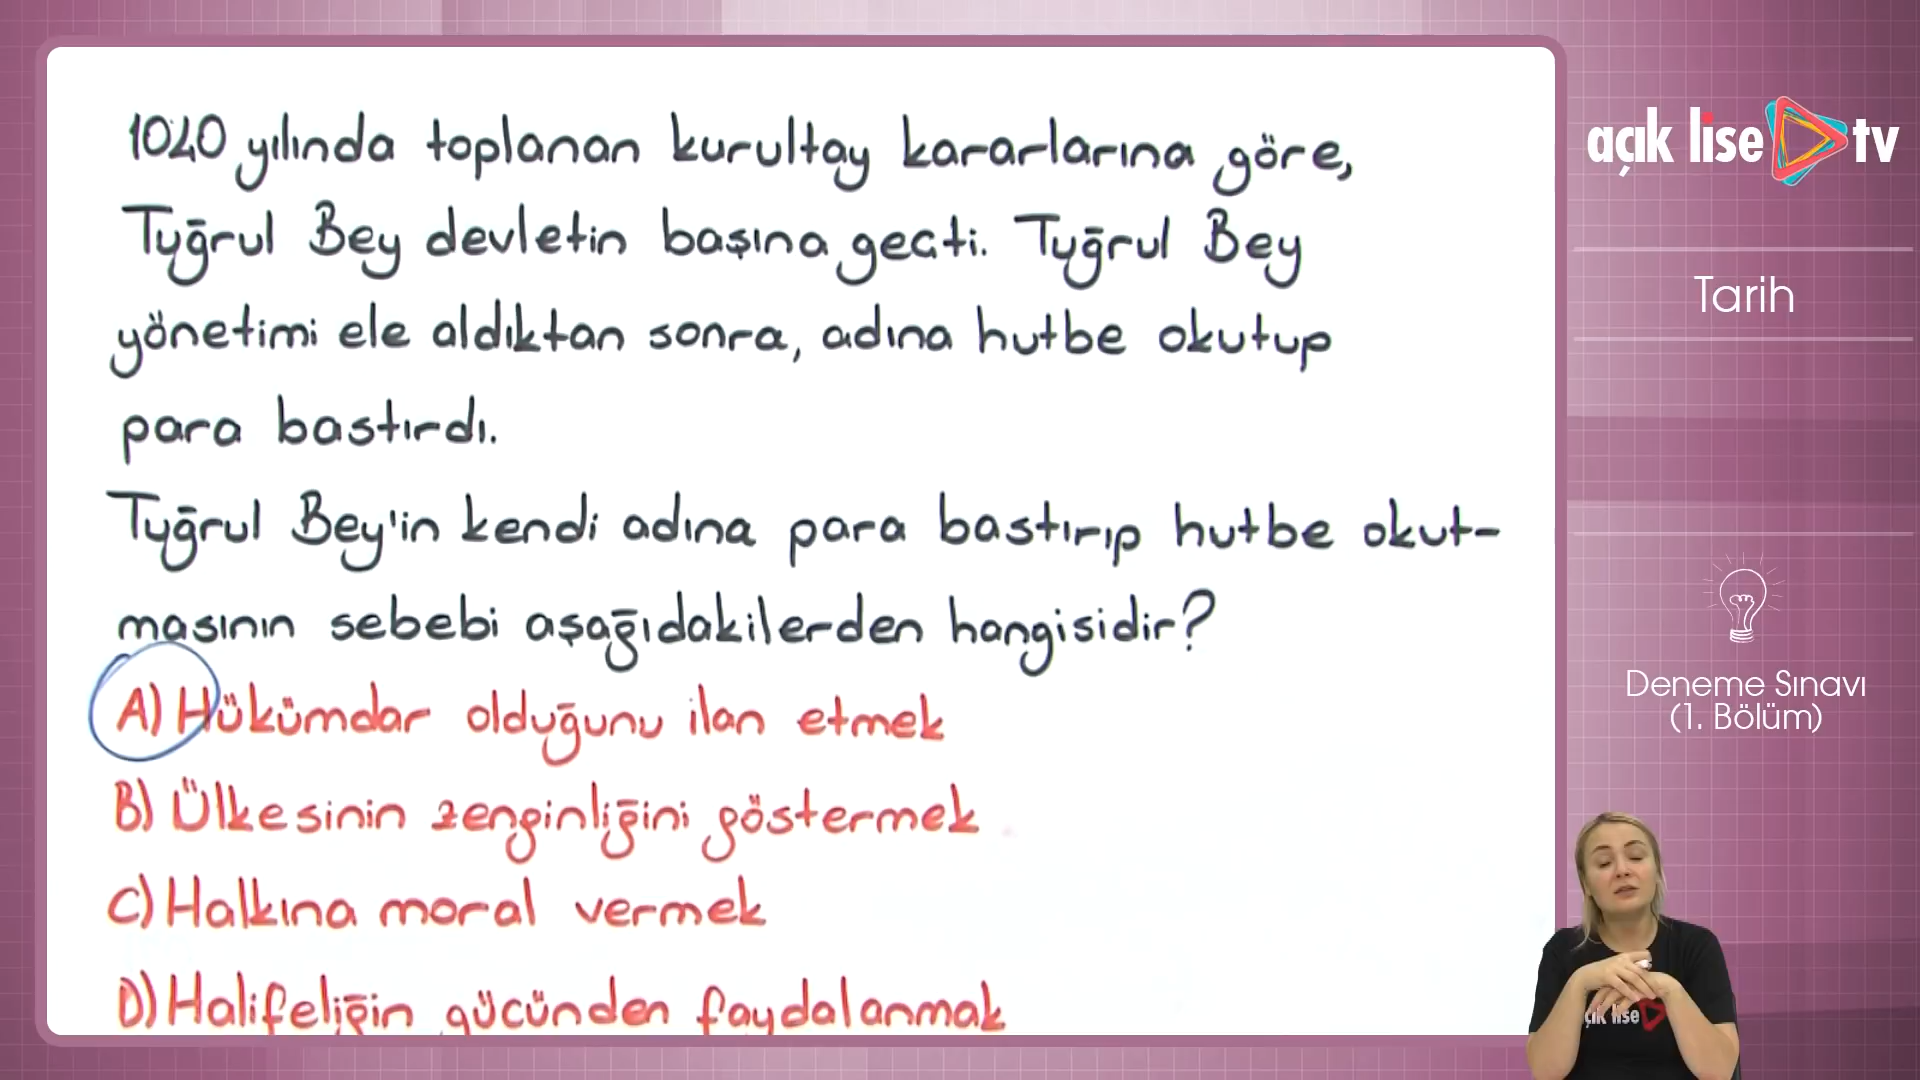 1040 yılında toplanan kurultay kararlarına göre,
Tuğrul Bey devletin başına geçti. Tuğrul Bey
yönetimi ele aldıktan sonra, adına hutbe okutup
para bastırdı.
Tuğrul Bey'in kendi adına para bastırıp hutbe okut-
masının sebebi aşağıdakilerden hangisidir?
A) Hükümdar olduğunu ilan etmek
B) Ülkesinin zenginliğini göstermek
C) Halkına moral vermek
D) Halifeliğin gücünden faydalanmak
açık lise tv
Tarih
Deneme Sınavı
(1. Bölüm)
çık lise